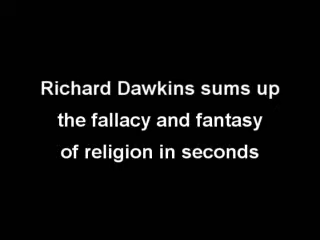 Richard Dawkins sums up
the fallacy and fantasy
of religion in seconds